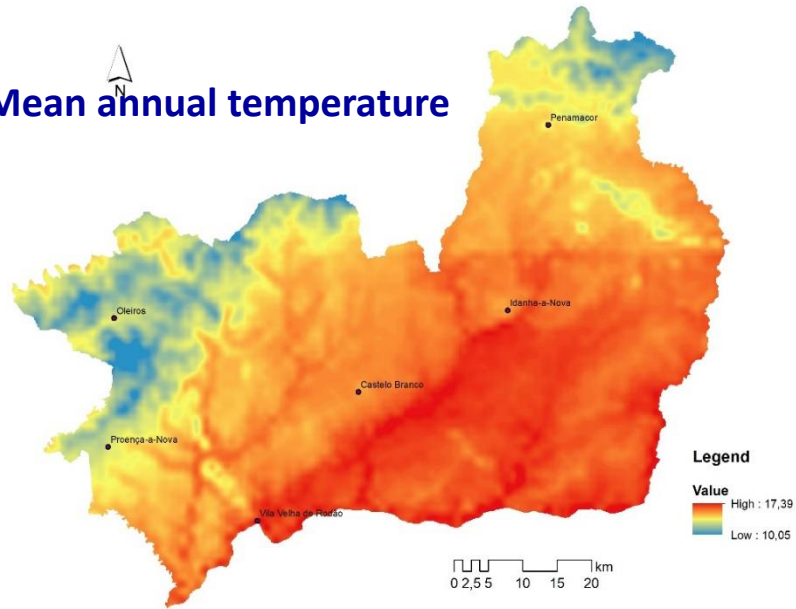 N
Mean annual temperature
Penamacor
Oleiros
Idanha-a-Nova
Castelo Branco
Proença-a-Nova
Vila Velha de Rodão
Legend
Value
High : 17,39
Low : 10,05
km
0 2,5 5 10 15 20